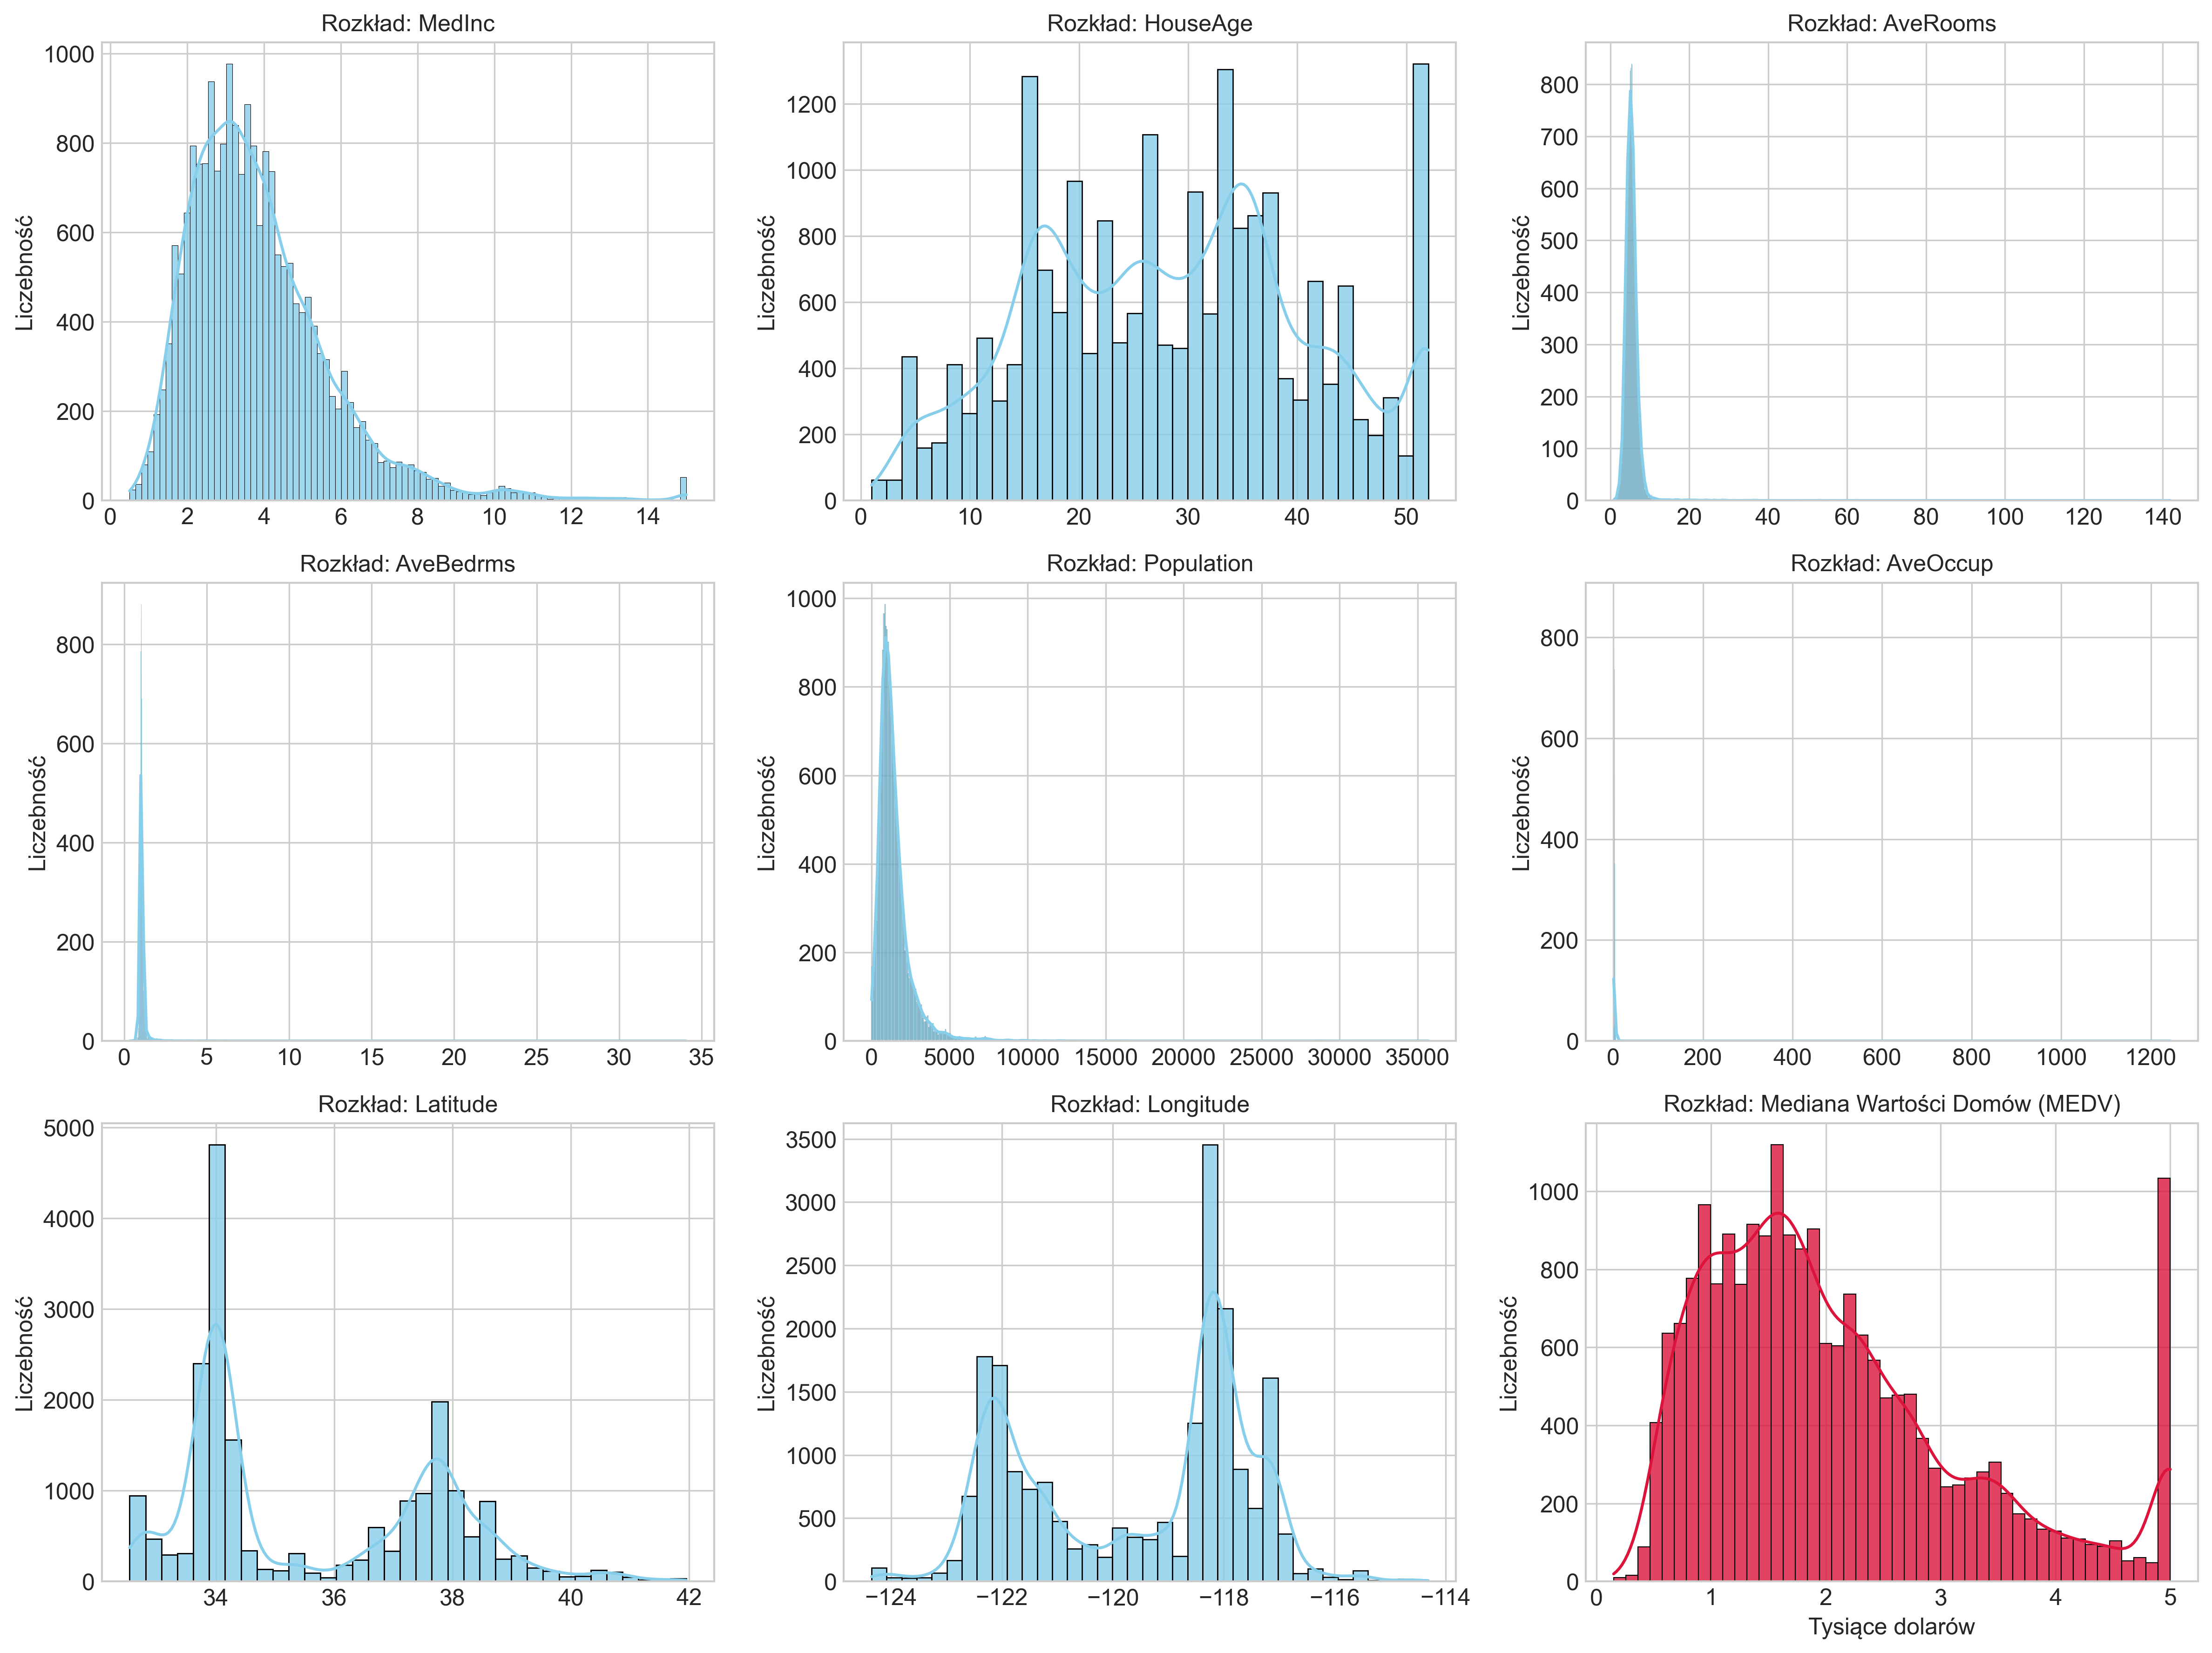 Rozkład: MedInc
Liczebność
1000
800
600
400
200
0
0 2 4 6 8 10 12 14
Rozkład: HouseAge
Liczebność
1200
1000
800
600
400
200
0
0 10 20 30 40 50
Rozkład: AveRooms
Liczebność
800
700
600
500
400
300
200
100
0
0 20 40 60 80 100 120 140
Rozkład: AveBedrms
Liczebność
800
600
400
200
0
0 5 10 15 20 25 30 35
Rozkład: Population
Liczebność
1000
800
600
400
200
0
0 5000 10000 15000 20000 25000 30000 35000
Rozkład: AveOccup
Liczebność
800
600
400
200
0
0 200 400 600 800 1000 1200
Rozkład: Latitude
Liczebność
5000
4000
3000
2000
1000
0
34 36 38 40 42
Rozkład: Longitude
Liczebność
3500
3000
2500
2000
1500
1000
500
0
−124 −122 −120 −118 −116 −114
Rozkład: Mediana Wartości Domów (MEDV)
Liczebność
1000
800
600
400
200
0
0 1 2 3 4 5
Tysiące dolarów